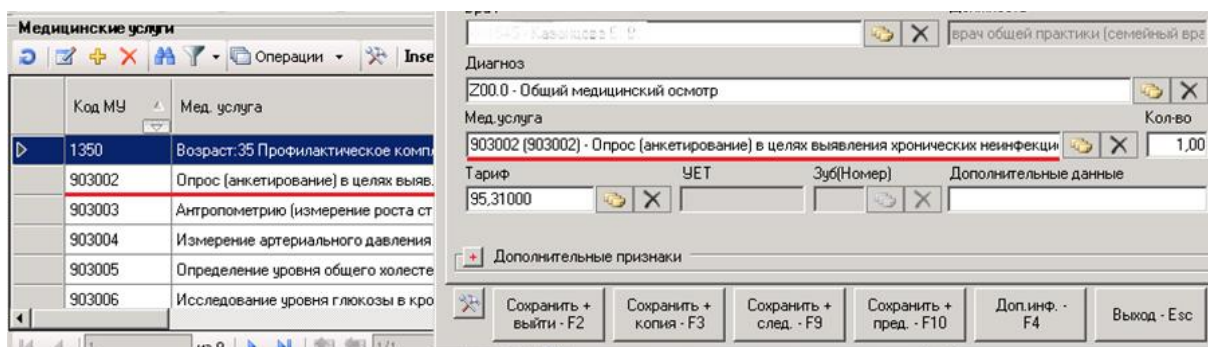 Медицинские услуги
Операции
Inse
Код МУ
Мед. услуга
1350
Возраст:35 Профилактическое компл
903002
Опрос (анкетирование) в целях выяв.
903003
Антропометрию (измерение роста ст
903004
Измерение артериального давления
903005
Определение уровня общего холесте
903006
Исследование уровня глюкозы в кро
врач общей практики (семейный вра
Диагноз
Z00.0 - Общий медицинский осмотр
Мед.услуга
Кол-во
903002 (903002) - Опрос (анкетирование) в целях выявления хронических неинфекци
1,00
Тариф
УЕТ
Зуб(Номер)
Дополнительные данные
95,31000
+ Дополнительные признаки
Сохранить + выйти - F2
Сохранить + копия - F3
Сохранить + след. - F9
Сохранить + пред. - F10
Доп.инф. - F4
Выход - Esc